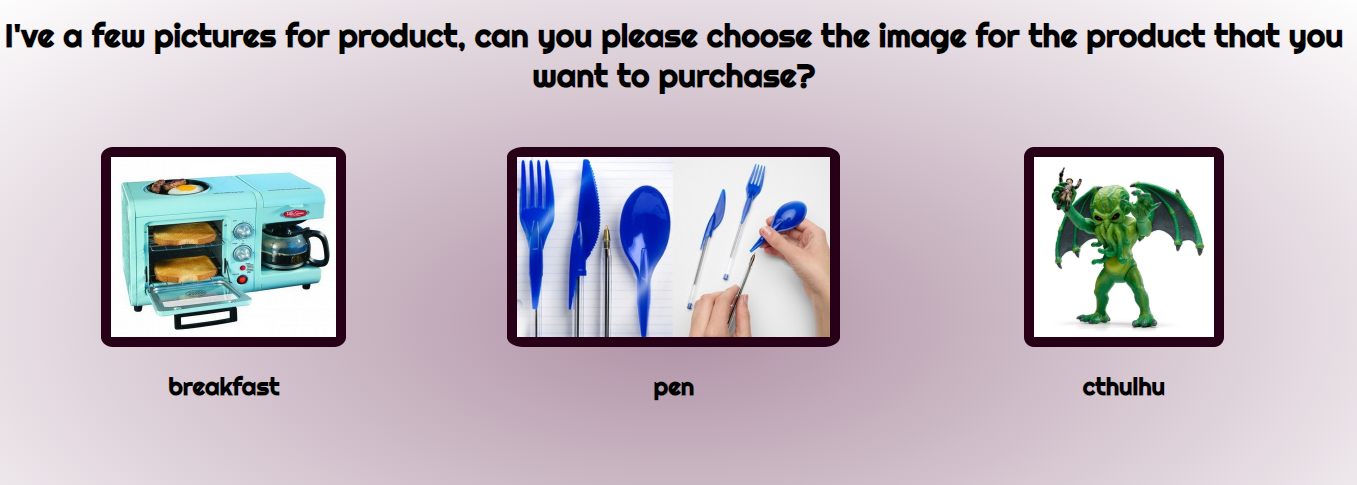 I've a few pictures for product, can you please choose the image for the product that you
want to purchase?
breakfast
pen
cthulhu